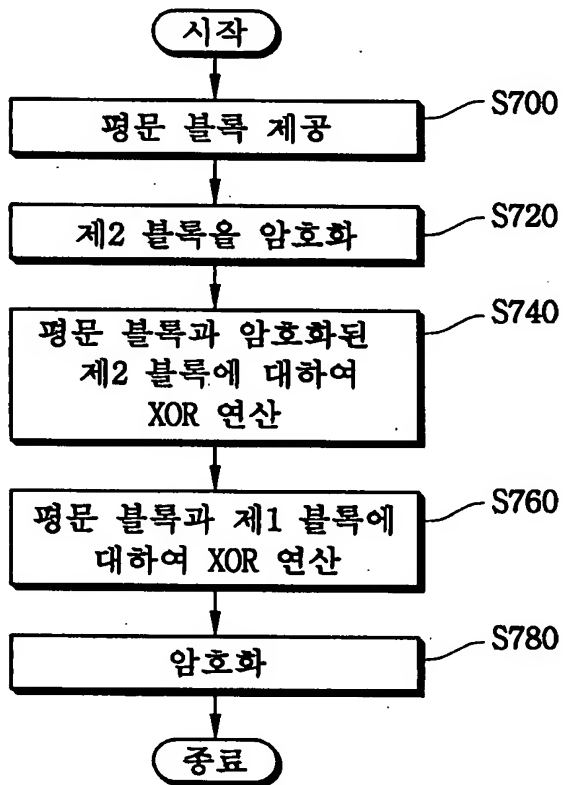 시작
평문 블록 제공
S700
제2 블록을 암호화
S720
평문 블록과 암호화된
제2 블록에 대하여
XOR 연산
S740
평문 블록과 제1 블록에
대하여 XOR 연산
S760
암호화
S780
종료